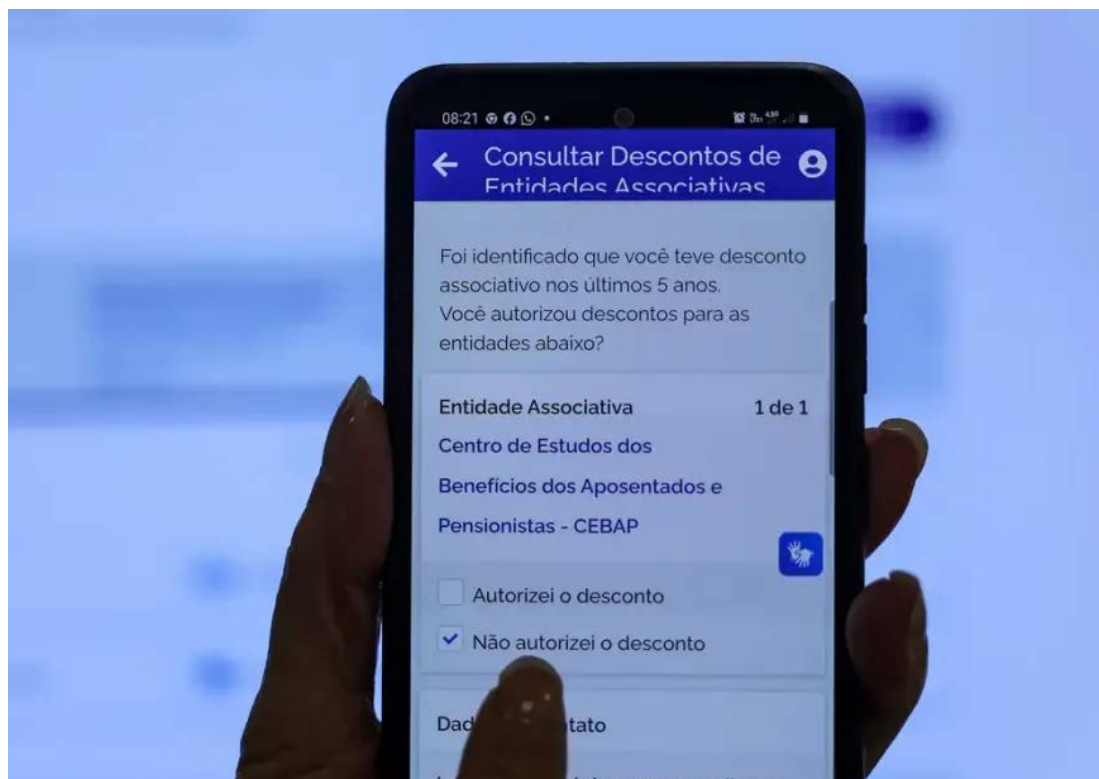 08:21
Consultar Descontos de
Entidades Associativas
Foi identificado que você teve desconto
associativo nos últimos 5 anos.
Você autorizou descontos para as
entidades abaixo?
Entidade Associativa 1 de 1
Centro de Estudos dos
Benefícios dos Aposentados e
Pensionistas - CEBAP
Autorizei o desconto
Não autorizei o desconto